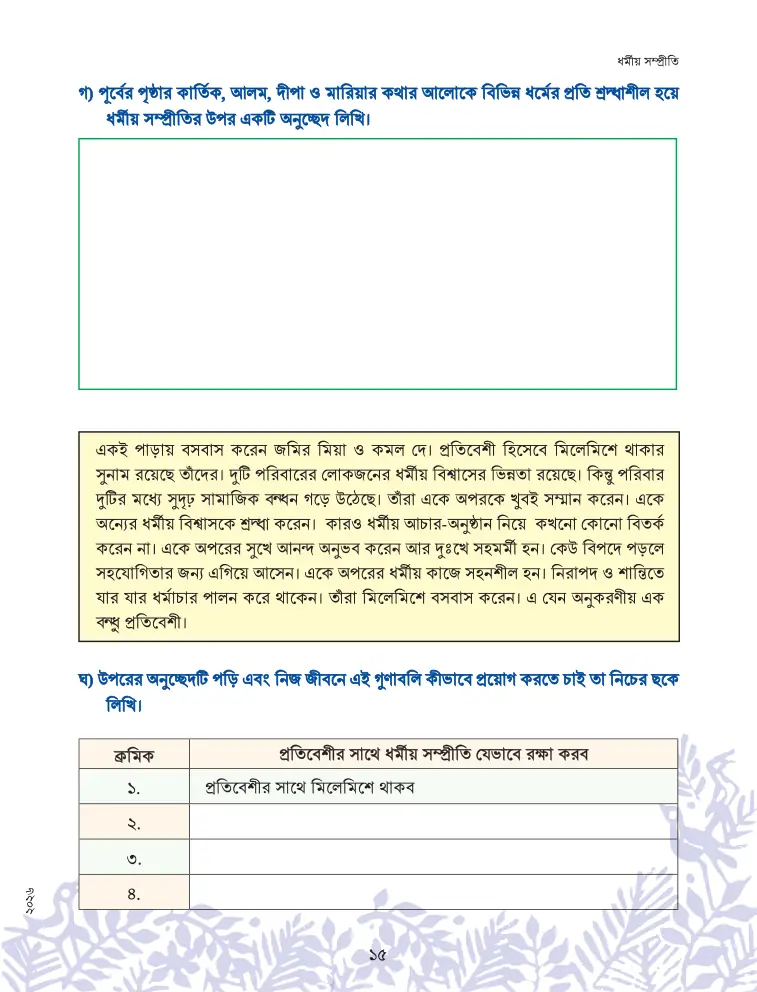 ধর্মীয় সম্প্রীতি
গ) পূর্বের পৃষ্ঠার কার্তিক, আলম, দীপা ও মারিয়ার কথার আলোকে বিভিন্ন ধর্মের প্রতি শ্রদ্ধাশীল হয়ে
ধর্মীয় সম্প্রীতির উপর একটি অনুচ্ছেদ লিখি।
একই পাড়ায় বসবাস করেন জমির মিয়া ও কমল দে। প্রতিবেশী হিসেবে মিলেমিশে থাকার
সুনাম রয়েছে তাঁদের। দুটি পরিবারের লোকজনের ধর্মীয় বিশ্বাসের ভিন্নতা রয়েছে। কিন্তু পরিবার
দুটির মধ্যে সুদৃঢ় সামাজিক বন্ধন গড়ে উঠেছে। তাঁরা একে অপরকে খুবই সম্মান করেন। একে
অন্যের ধর্মীয় বিশ্বাসকে শ্রদ্ধা করেন। কারও ধর্মীয় আচার-অনুষ্ঠান নিয়ে কখনো কোনো বিতর্ক
করেন না। একে অপরের সুখে আনন্দ অনুভব করেন আর দুঃখে সহমর্মী হন। কেউ বিপদে পড়লে
সহযোগিতার জন্য এগিয়ে আসেন। একে অপরের ধর্মীয় কাজে সহনশীল হন। নিরাপদ ও শান্তিতে
যার যার ধর্মাচার পালন করে থাকেন। তাঁরা মিলেমিশে বসবাস করেন। এ যেন অনুকরণীয় এক
বন্ধু প্রতিবেশী।
ঘ) উপরের অনুচ্ছেদটি পড়ি এবং নিজ জীবনে এই গুণাবলি কীভাবে প্রয়োগ করতে চাই তা নিচের ছকে
লিখি।
ক্রমিক প্রতিবেশীর সাথে ধর্মীয় সম্প্রীতি যেভাবে রক্ষা করব
১. প্রতিবেশীর সাথে মিলেমিশে থাকব
২.
৩.
৪.
২০২৬
১৫